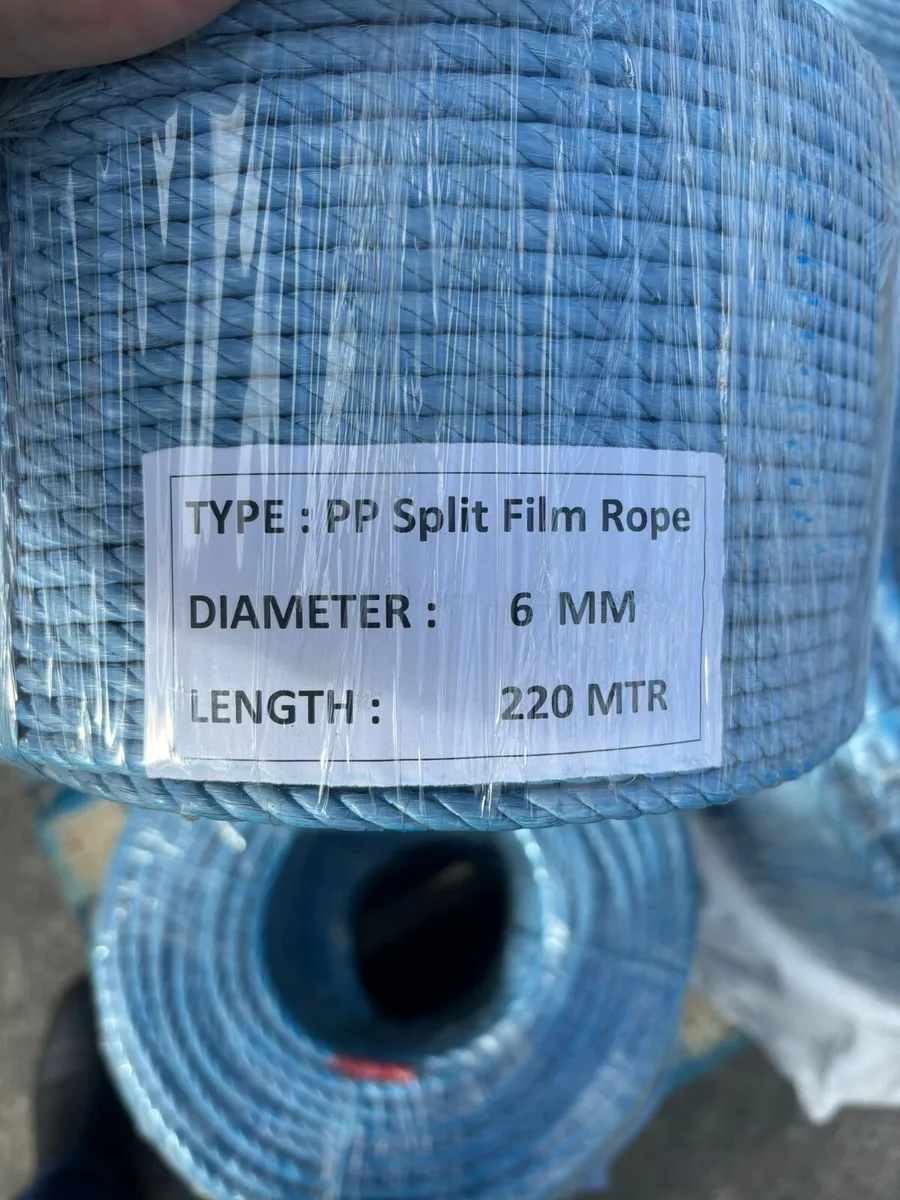 TYPE : PP Split Film Rope
DIAMETER : 6 MM
LENGTH : 220 MTR